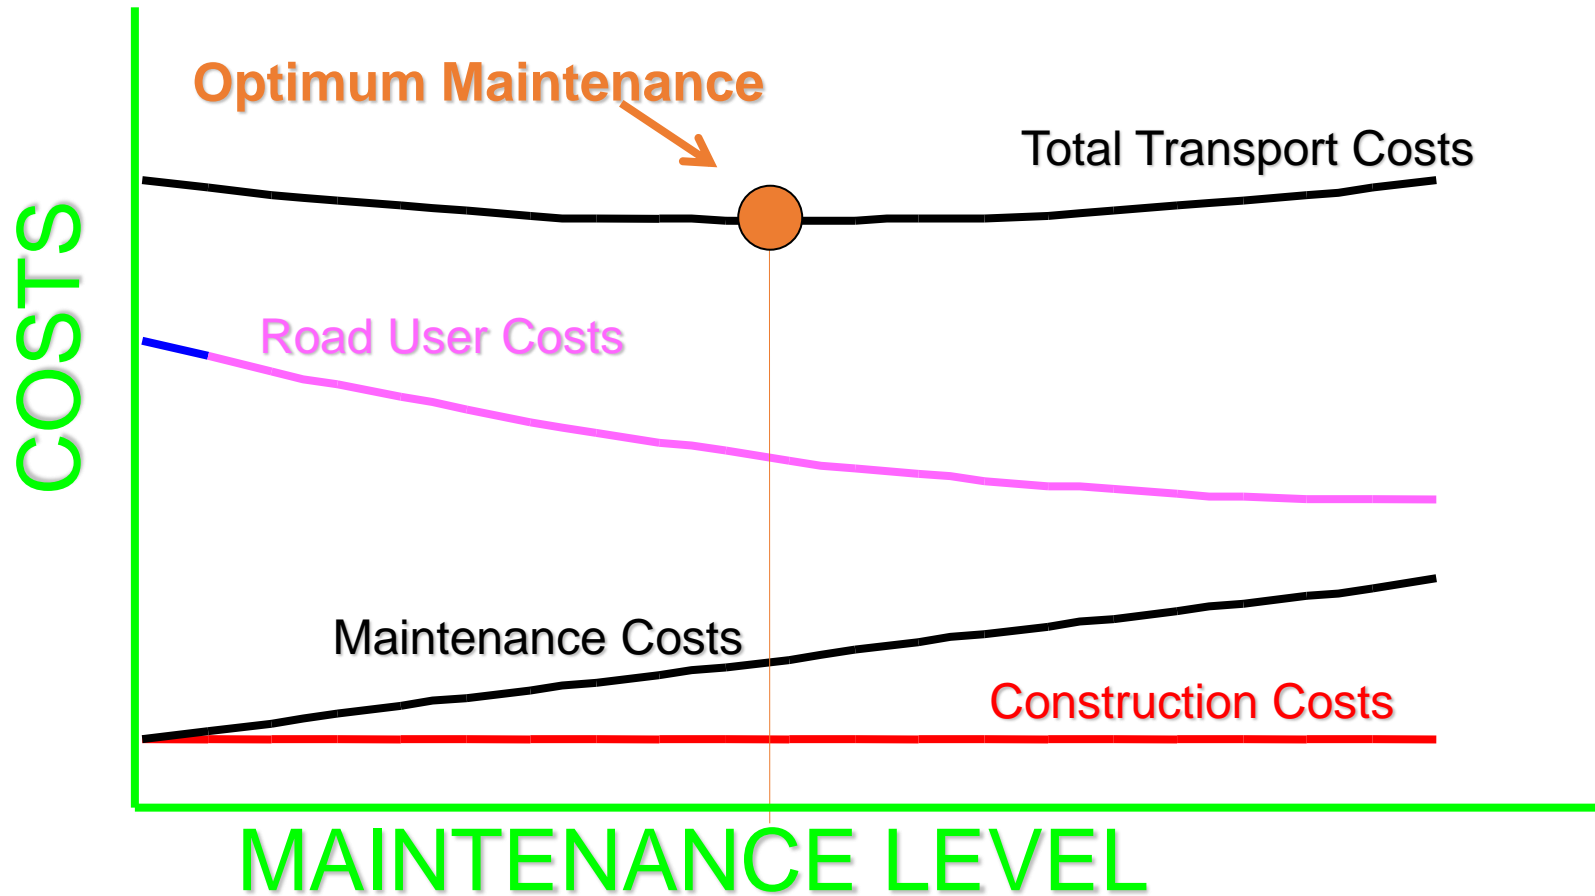 Optimum Maintenance
Total Transport Costs
COSTS
Road User Costs
Maintenance Costs
Construction Costs
MAINTENANCE LEVEL